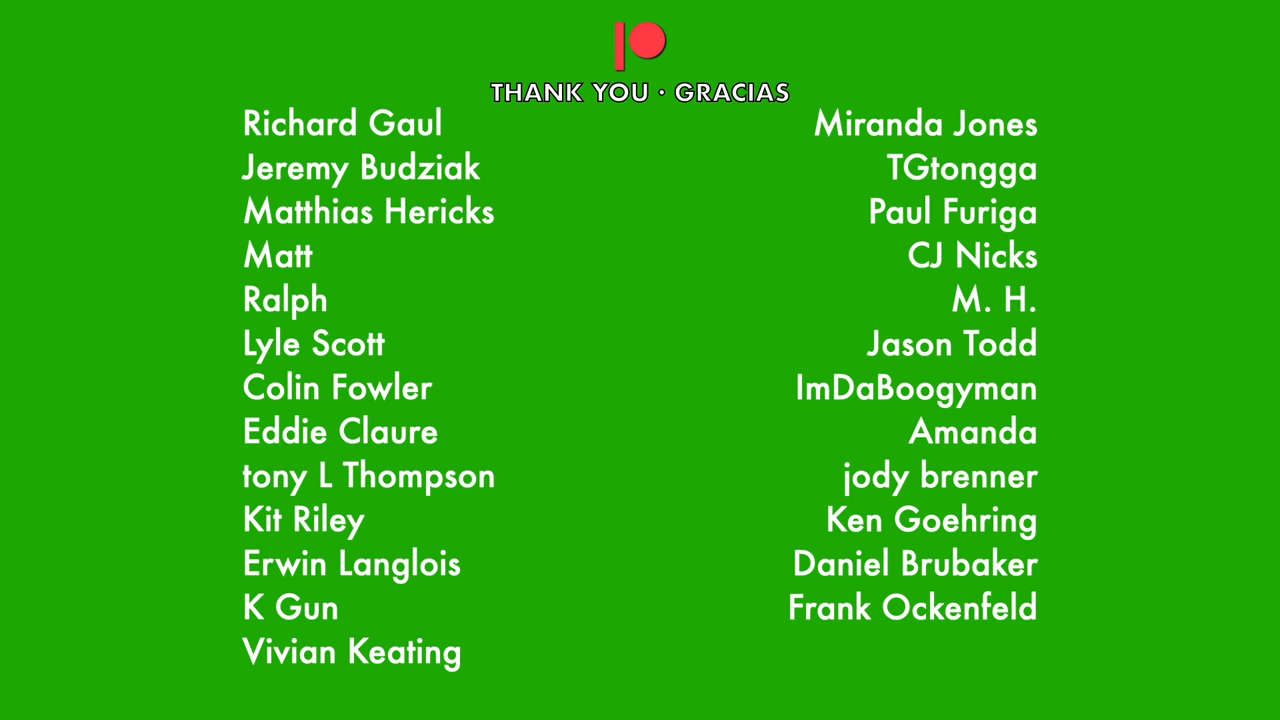 THANK YOU · GRACIAS
Richard Gaul
Jeremy Budziak
Matthias Hericks
Matt
Ralph
Lyle Scott
Colin Fowler
Eddie Claure
tony L Thompson
Kit Riley
Erwin Langlois
K Gun
Vivian Keating
Miranda Jones
TGtongga
Paul Furiga
CJ Nicks
M. H.
Jason Todd
ImDaBoogyman
Amanda
jody brenner
Ken Goehring
Daniel Brubaker
Frank Ockenfeld